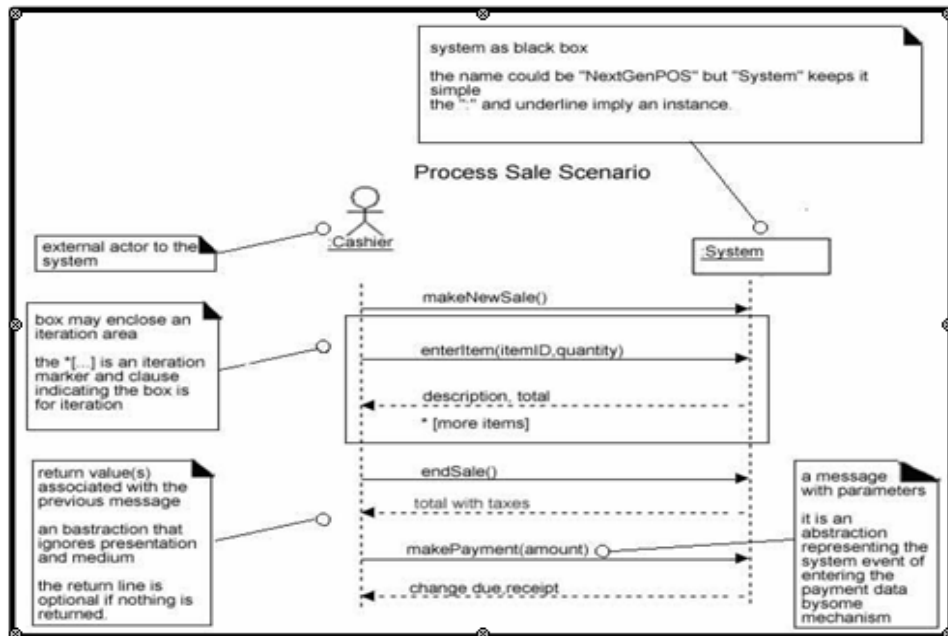 system as black box
the name could be "NextGenPOS" but "System" keeps it
simple
the ":" and underline imply an instance.
Process Sale Scenario
:Cashier
external actor to the
system
:System
makeNewSale()
box may enclose an
iteration area
the *[...] is an iteration
marker and clause
indicating the box is
for iteration
enterItem(itemID,quantity)
description, total
* [more items]
return value(s)
associated with the
previous message
an bastraction that
ignores presentation
and medium
the return line is
optional if nothing is
returned.
endSale()
total with taxes
makePayment(amount)
change due,receipt
a message
with parameters
it is an
abstraction
representing the
system event of
entering the
payment data
bysome
mechanism